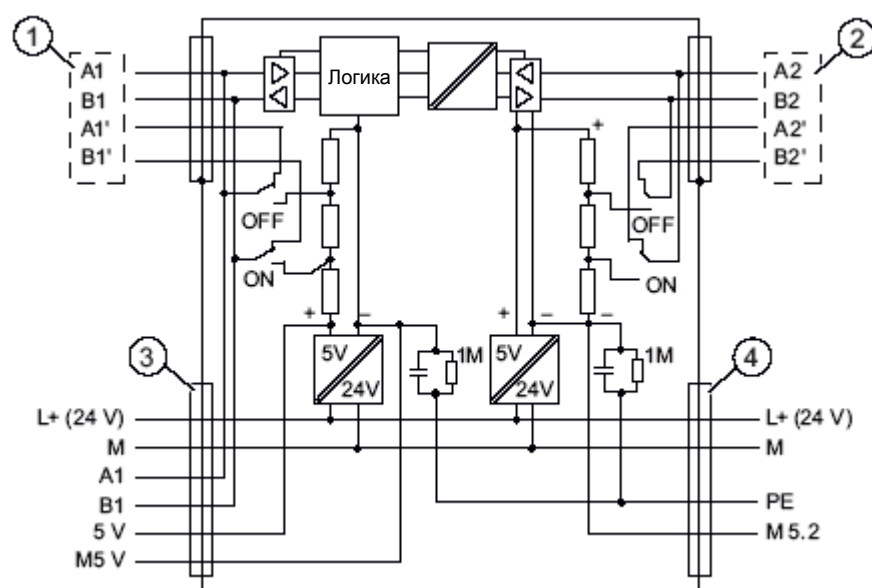 1
A1
B1
A1'
B1'
Логика
2
A2
B2
A2'
B2'
+
OFF
ON
OFF
ON
+
−
+
−
−
5V
24V
1M
5V
24V
1M
3
4
L+ (24 V)
M
A1
B1
5 V
M5 V
L+ (24 V)
M
PE
M 5.2